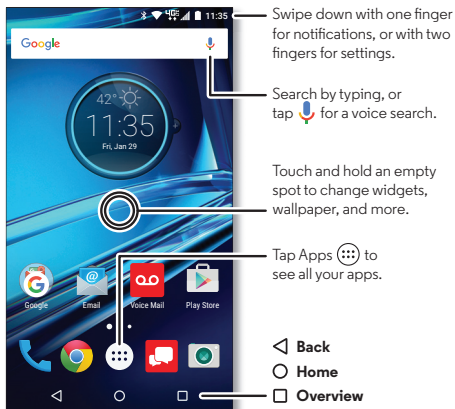 4G 11:35
Google
42°
11:35
Fri, Jan 29
Google Email Voice Mail Play Store
Swipe down with one finger
for notifications, or with two
fingers for settings.
Search by typing, or
tap for a voice search.
Touch and hold an empty
spot to change widgets,
wallpaper, and more.
Tap Apps to
see all your apps.
Back
Home
Overview